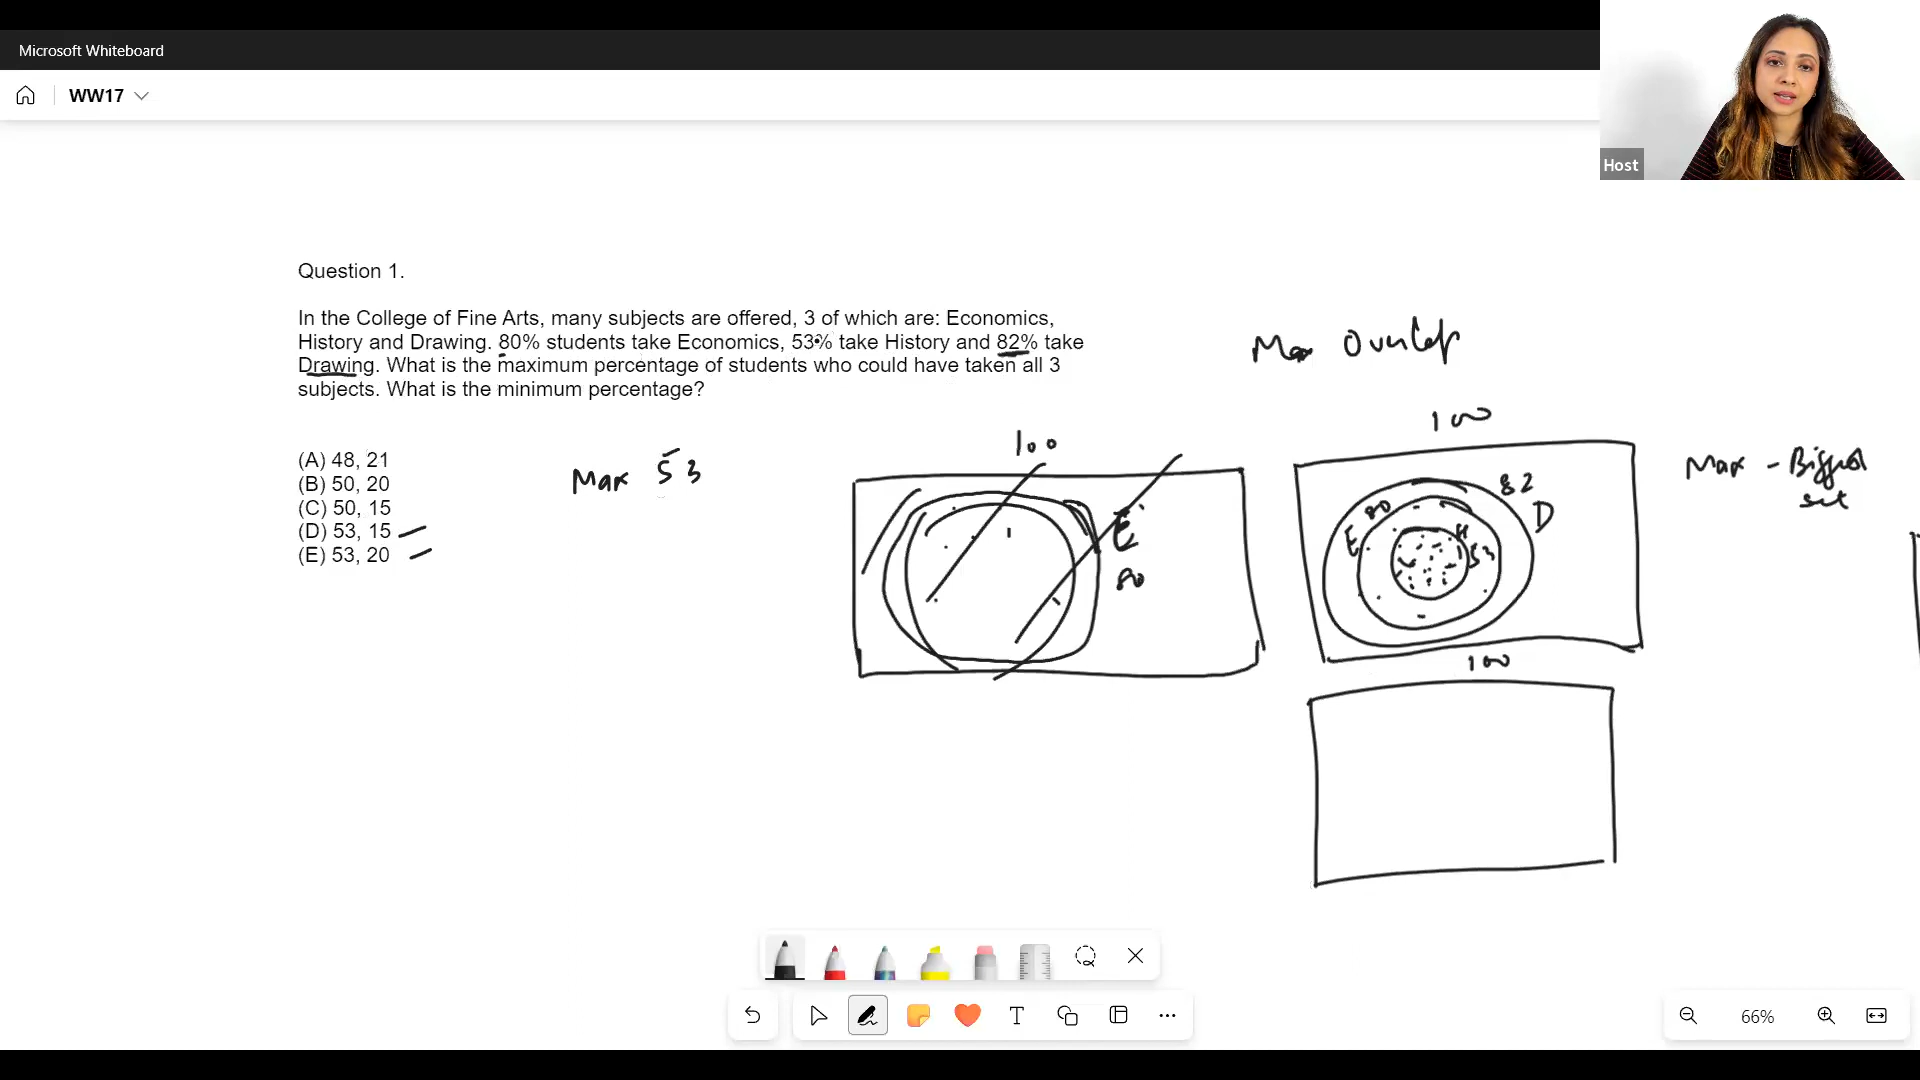 Microsoft Whiteboard
WW17
Host
Question 1.
In the College of Fine Arts, many subjects are offered, 3 of which are: Economics,
History and Drawing. 80% students take Economics, 53% take History and 82% take
Drawing. What is the maximum percentage of students who could have taken all 3
subjects. What is the minimum percentage?
(A) 48, 21
(B) 50, 20
(C) 50, 15
(D) 53, 15
(E) 53, 20
Max 53
100
E
80
Max Overlap
100
82
D
80
E
H
53
Max - Biggest
set
100
66%